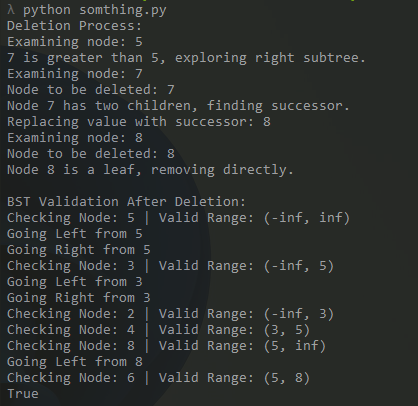 λ python somthing.py
Deletion Process:
Examining node: 5
7 is greater than 5, exploring right subtree.
Examining node: 7
Node to be deleted: 7
Node 7 has two children, finding successor.
Replacing value with successor: 8
Examining node: 8
Node to be deleted: 8
Node 8 is a leaf, removing directly.

BST Validation After Deletion:
Checking Node: 5 | Valid Range: (-inf, inf)
Going Left from 5
Going Right from 5
Checking Node: 3 | Valid Range: (-inf, 5)
Going Left from 3
Going Right from 3
Checking Node: 2 | Valid Range: (-inf, 3)
Checking Node: 4 | Valid Range: (3, 5)
Checking Node: 8 | Valid Range: (5, inf)
Going Left from 8
Checking Node: 6 | Valid Range: (5, 8)
True